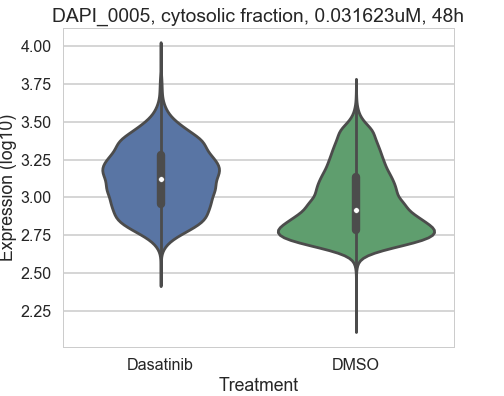 DAPI_0005, cytosolic fraction, 0.031623uM, 48h
Expression (log10)
4.00
3.75
3.50
3.25
3.00
2.75
2.50
2.25
Dasatinib DMSO
Treatment